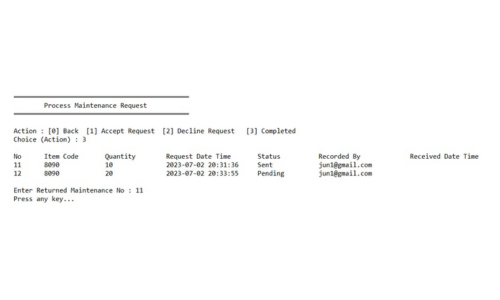 Process Maintenance Request
Action : [0] Back [1] Accept Request [2] Decline Request [3] Completed
Choice (Action) : 3
No Item Code Quantity Request Date Time Status Recorded By Received Date Time
11 8090 10 2023-07-02 20:31:36 Sent jun1@gmail.com
12 8090 20 2023-07-02 20:33:55 Pending jun1@gmail.com
Enter Returned Maintenance No : 11
Press any key...